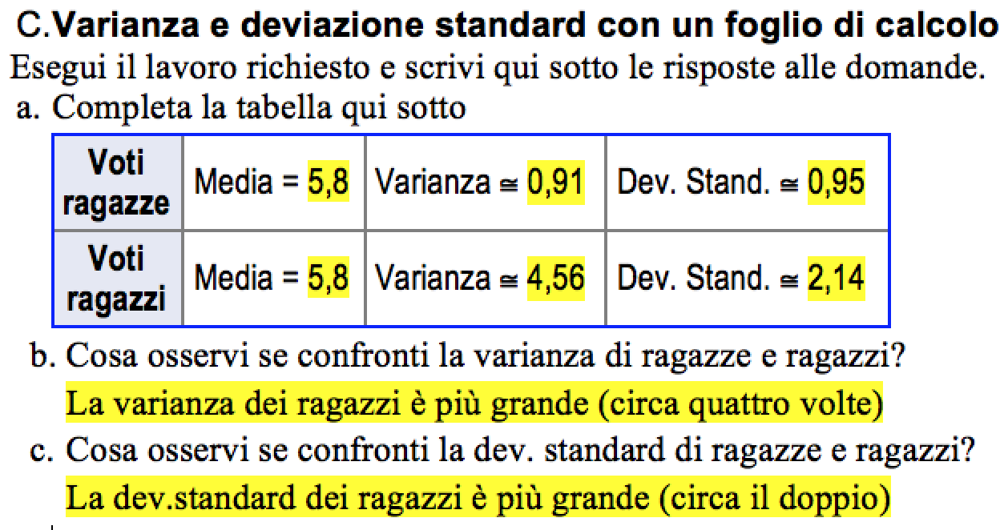 C.Varianza e deviazione standard con un foglio di calcolo
Esegui il lavoro richiesto e scrivi qui sotto le risposte alle domande.
a. Completa la tabella qui sotto
Voti ragazze Media = 5,8 Varianza ≅ 0,91 Dev. Stand. ≅ 0,95
Voti ragazzi Media = 5,8 Varianza ≅ 4,56 Dev. Stand. ≅ 2,14
b. Cosa osservi se confronti la varianza di ragazze e ragazzi?
La varianza dei ragazzi è più grande (circa quattro volte)
c. Cosa osservi se confronti la dev. standard di ragazze e ragazzi?
La dev.standard dei ragazzi è più grande (circa il doppio)